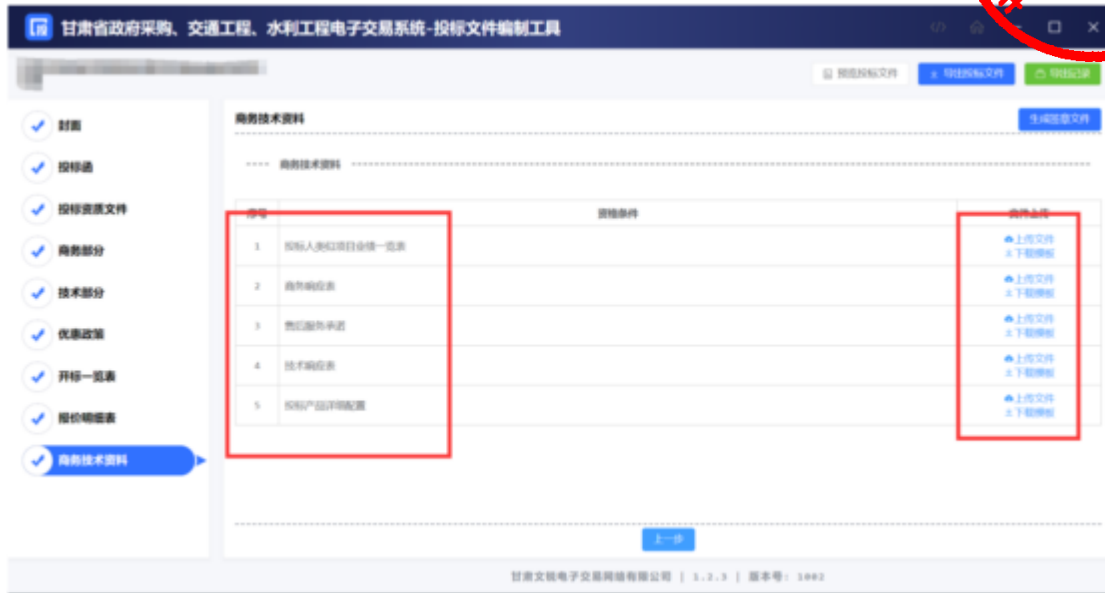 甘肃省政府采购、交通工程、水利工程电子交易系统-投标文件编制工具
预览投标文件 导出投标文件 导出记录
封面
投标函
投标资质文件
商务部分
技术部分
优惠政策
开标一览表
报价明细表
商务技术资料
商务技术资料 生成签章文件
商务技术资料
序号 资格条件 文件上传
1 投标人类似项目业绩一览表 上传文件
下载模板
2 商务响应表 上传文件
下载模板
3 售后服务承诺 上传文件
下载模板
4 技术响应表 上传文件
下载模板
5 投标产品详细配置 上传文件
下载模板
上一步
甘肃文锐电子交易网络有限公司 | 1.2.3 | 版本号: 1002